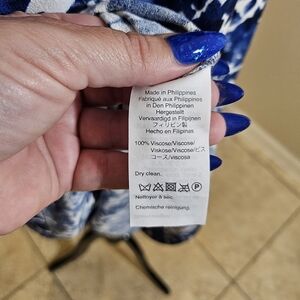 Made in Philippines
Fabriqué aux Philippines
in Den Philippinen
Hergestellt
Vervaardigd in Filipijnen
フィリピン製
Hecho en Filipinas
100% Viscose/Viscose/
Viskose/Viscose/ビス
コース/viscosa
Dry clean.
Nettoyer à sec.
Chemische reinigung.